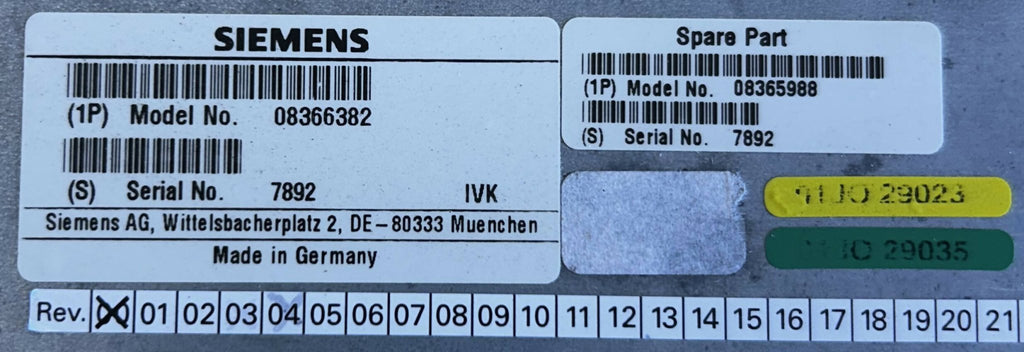 SIEMENS
(1P) Model No. 08366382
(S) Serial No. 7892 IVK
Siemens AG, Wittelsbacherplatz 2, DE-80333 Muenchen
Made in Germany
Spare Part
(1P) Model No. 08365988
(S) Serial No. 7892
JO 29023
JO 29035
Rev. 01 02 03 04 05 06 07 08 09 10 11 12 13 14 15 16 17 18 19 20 21